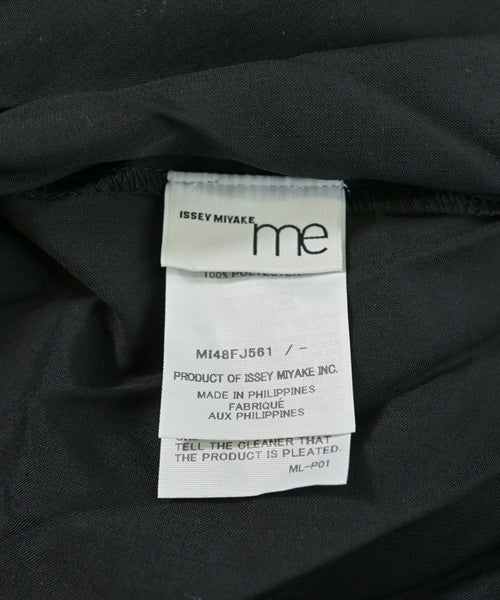 ISSEY MIYAKE me
100% POLYESTER
MI48FJ561 / -
PRODUCT OF ISSEY MIYAKE INC.
MADE IN PHILIPPINES
FABRIQUÉ
AUX PHILIPPINES
TELL THE CLEANER THAT
THE PRODUCT IS PLEATED.
ML-P01